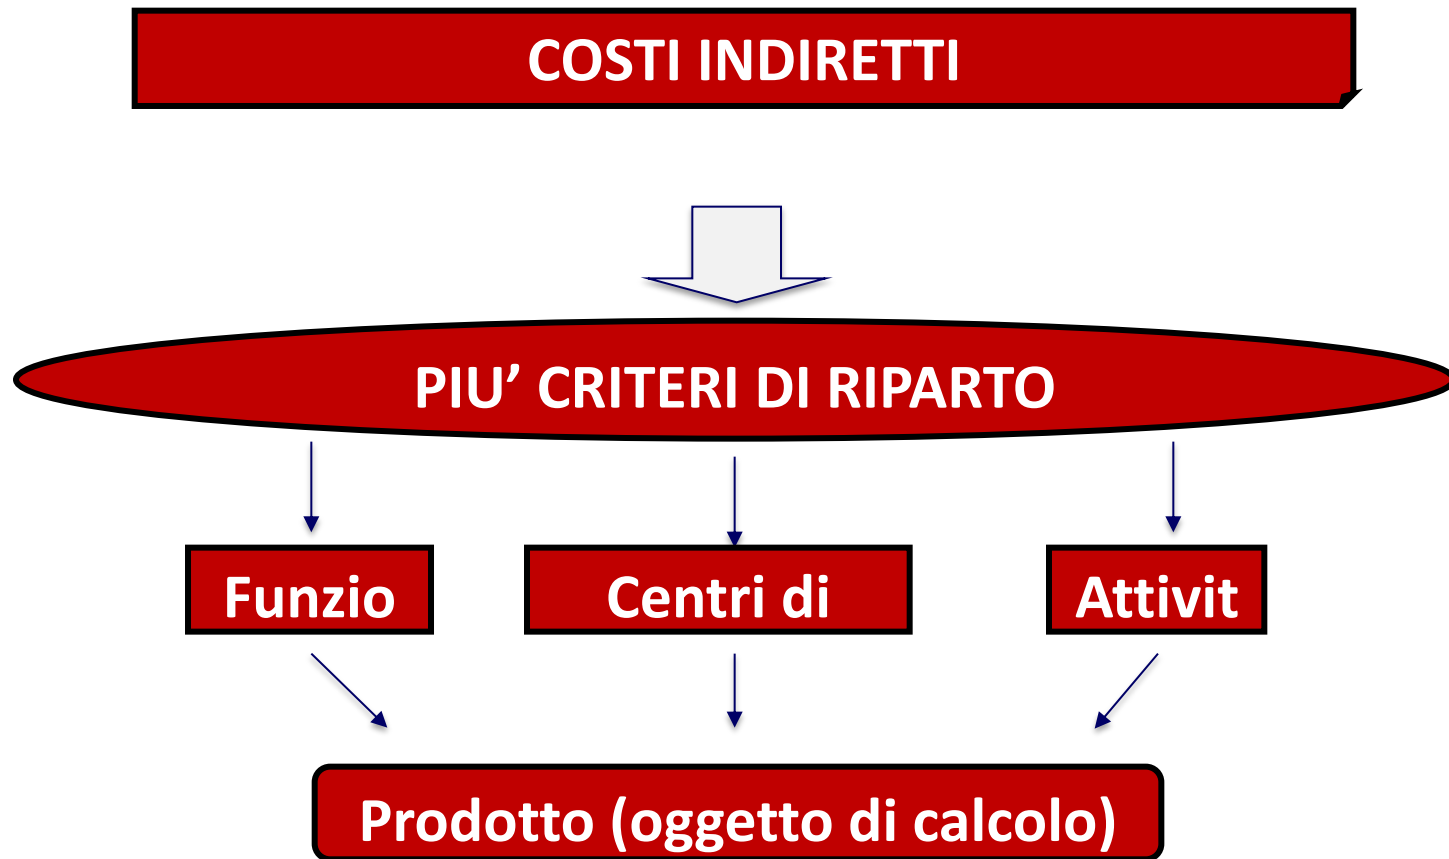 COSTI INDIRETTI
PIU’ CRITERI DI RIPARTO
Funzio
Centri di
Attivit
Prodotto (oggetto di calcolo)